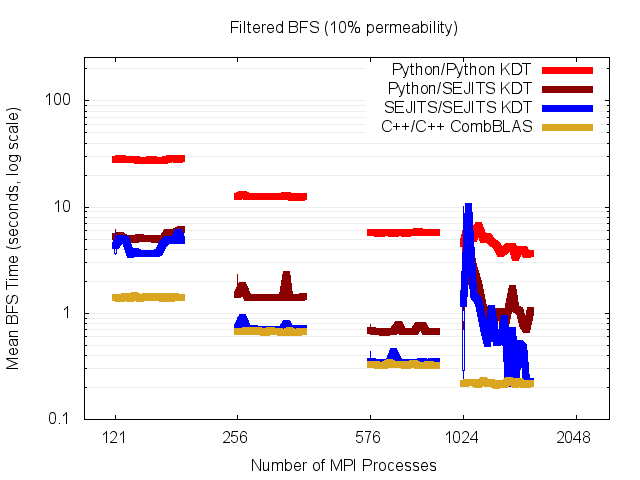 Filtered BFS (10% permeability)
Python/Python KDT
Python/SEJITS KDT
SEJITS/SEJITS KDT
C++/C++ CombBLAS
Mean BFS Time (seconds, log scale)
100
10
1
0.1
121
256
576
1024
2048
Number of MPI Processes